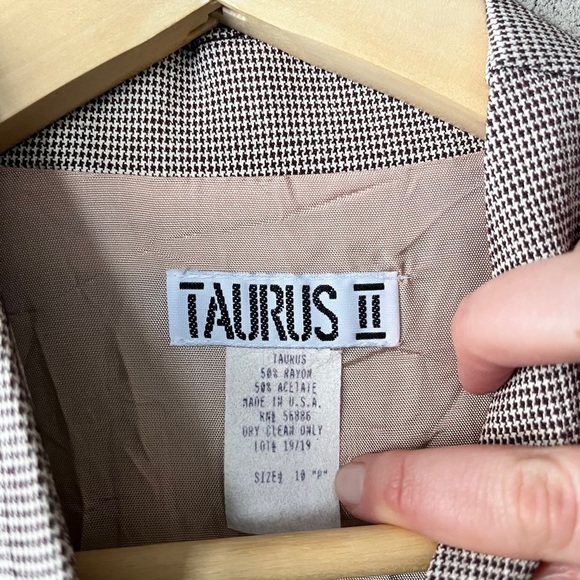 TAURUS II
TAURUS
50% RAYON
50% ACETATE
MADE IN U.S.A.
RN# 56886
DRY CLEAN ONLY
LOT# 19719
SIZE# 10 "P"